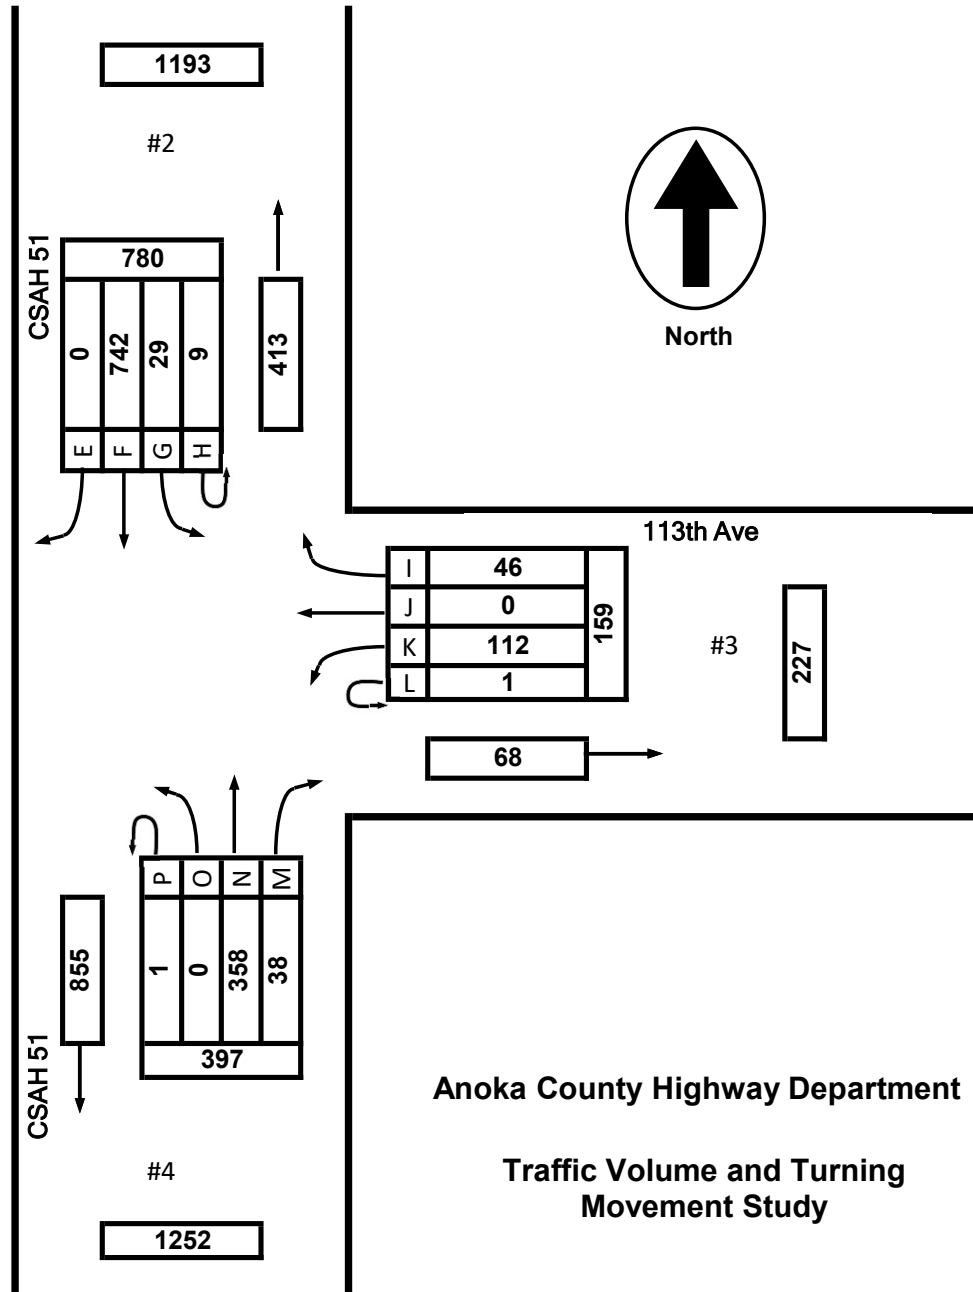 1193
#2
CSAH 51
780
0
742
29
9
E
F
G
H
413
North
113th Ave
I
46
J
0
K
112
L
1
159
#3
227
68
P
O
N
M
1
0
358
38
397
855
CSAH 51
#4
1252
Anoka County Highway Department
Traffic Volume and Turning
Movement Study